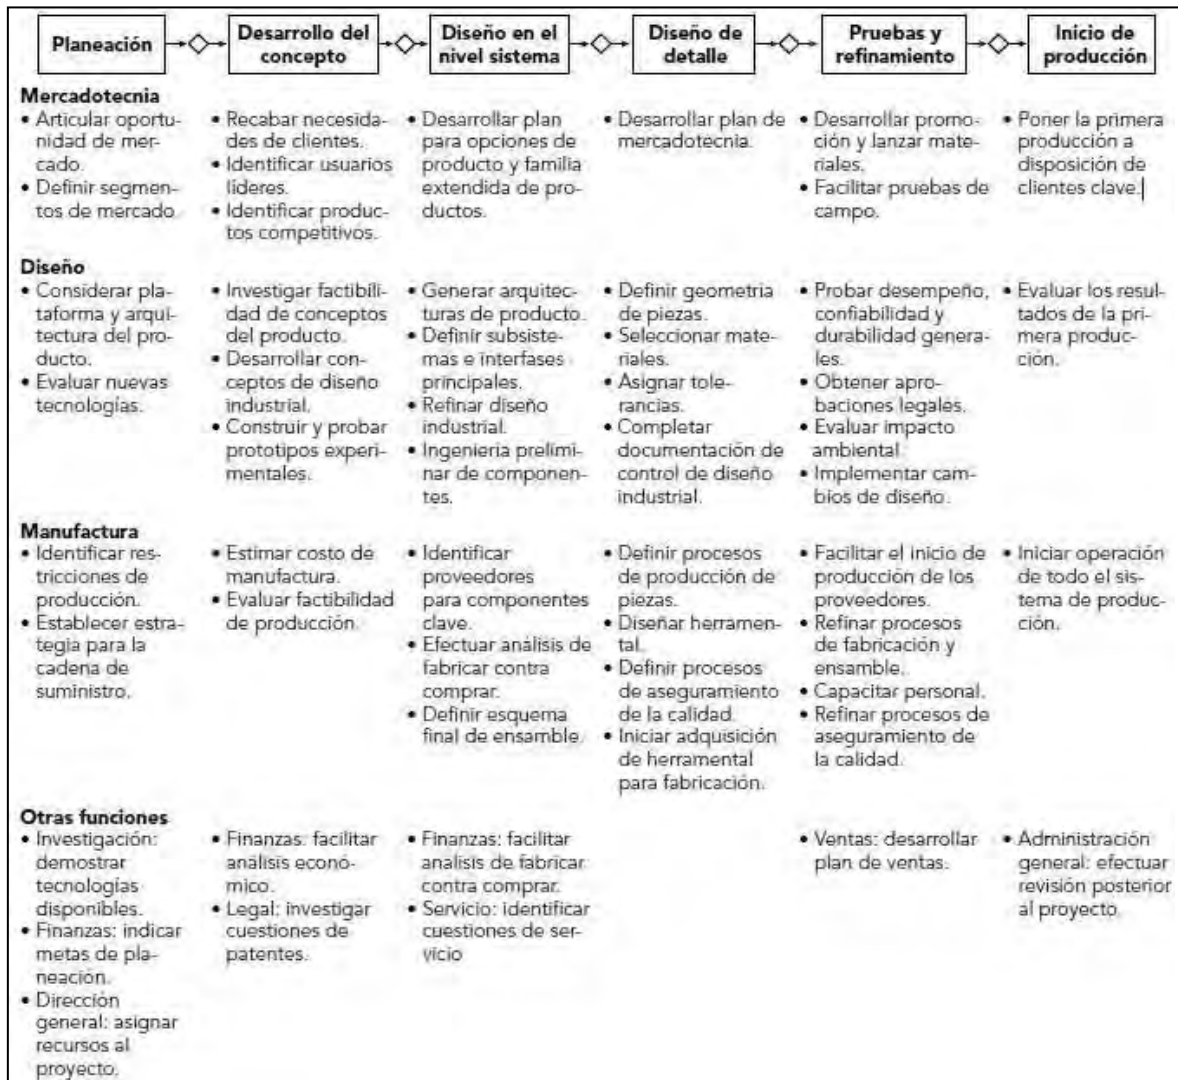 Planeación
Desarrollo del
concepto
Diseño en el
nivel sistema
Diseño de
detalle
Pruebas y
refinamiento
Inicio de
producción
Mercadotecnia
• Articular oportu-
nidad de mer-
cado.
• Definir segmen-
tos de mercado
• Recabar necesida-
des de clientes.
• Identificar usuarios
líderes.
• Identificar produc-
tos competitivos.
• Desarrollar plan
para opciones de
producto y familia
extendida de pro-
ductos.
• Desarrollar plan de
mercadotecnia.
• Desarrollar promo-
ción y lanzar mate-
riales.
• Facilitar pruebas de
campo.
• Poner la primera
producción a
disposición de
clientes clave.
Diseño
• Considerar pla-
taforma y arqui-
tectura del pro-
ducto.
• Evaluar nuevas
tecnologías.
• Investigar factibili-
dad de conceptos
del producto.
• Desarrollar con-
ceptos de diseño
industrial.
• Construir y probar
prototipos experi-
mentales.
• Generar arquitec-
turas de producto.
• Definir subsiste-
mas e interfases
principales.
• Refinar diseño
industrial.
• Ingeniería prelimi-
nar de componen-
tes.
• Definir geometría
de piezas.
• Seleccionar mate-
riales.
• Asignar tole-
rancias.
• Completar
documentación de
control de diseño
industrial.
• Probar desempeño,
confiabilidad y
durabilidad genera-
les.
• Obtener apro-
baciones legales.
• Evaluar impacto
ambiental
• Implementar cam-
bios de diseño.
• Evaluar los resul-
tados de la pri-
mera produc-
ción.
Manufactura
• Identificar res-
tricciones de
producción.
• Establecer estra-
tegia para la
cadena de
suministro.
• Estimar costo de
manufactura.
• Evaluar factibilidad
de producción.
• Identificar
proveedores
para componentes
clave.
• Efectuar análisis de
fabricar contra
comprar.
• Definir esquema
final de ensamble.
• Definir procesos
de producción de
piezas.
• Diseñar herramen-
tal.
• Definir procesos
de aseguramiento
de la calidad.
• Iniciar adquisición
de herramental
para fabricación.
• Facilitar el inicio de
producción de los
proveedores.
• Refinar procesos
de fabricación y
ensamble.
• Capacitar personal.
• Refinar procesos de
aseguramiento de
la calidad.
• Iniciar operación
de todo el sis-
tema de produc-
ción.
Otras funciones
• Investigación:
demostrar
tecnologías
disponibles.
• Finanzas: indicar
metas de pla-
neación.
• Dirección
general: asignar
recursos al
proyecto.
• Finanzas: facilitar
análisis econó-
mico.
• Legal: investigar
cuestiones de
patentes.
• Finanzas: facilitar
análisis de fabricar
contra comprar.
• Servicio: identificar
cuestiones de ser-
vicio
• Ventas: desarrollar
plan de ventas.
• Administración
general: efectuar
revisión posterior
al proyecto.